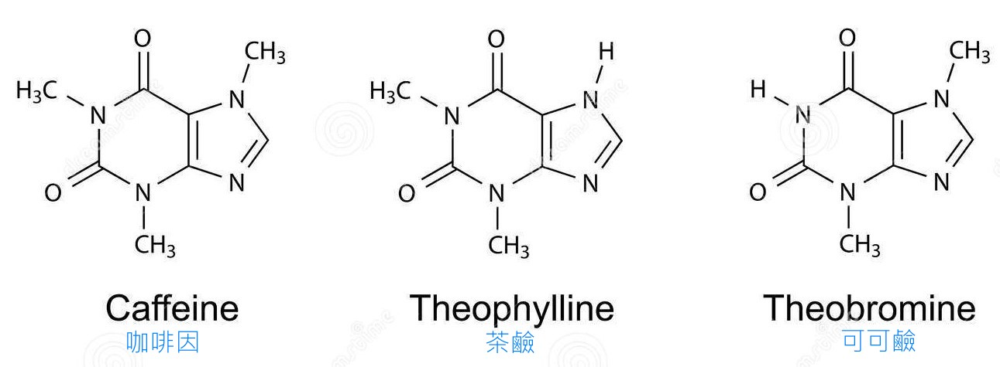 O O O
CH₃ H CH₃
H₃C H₃C H
N N N N N N
O N N O N N O N N
CH₃ CH₃ CH₃
Caffeine Theophylline Theobromine
咖啡因 茶鹼 可可鹼